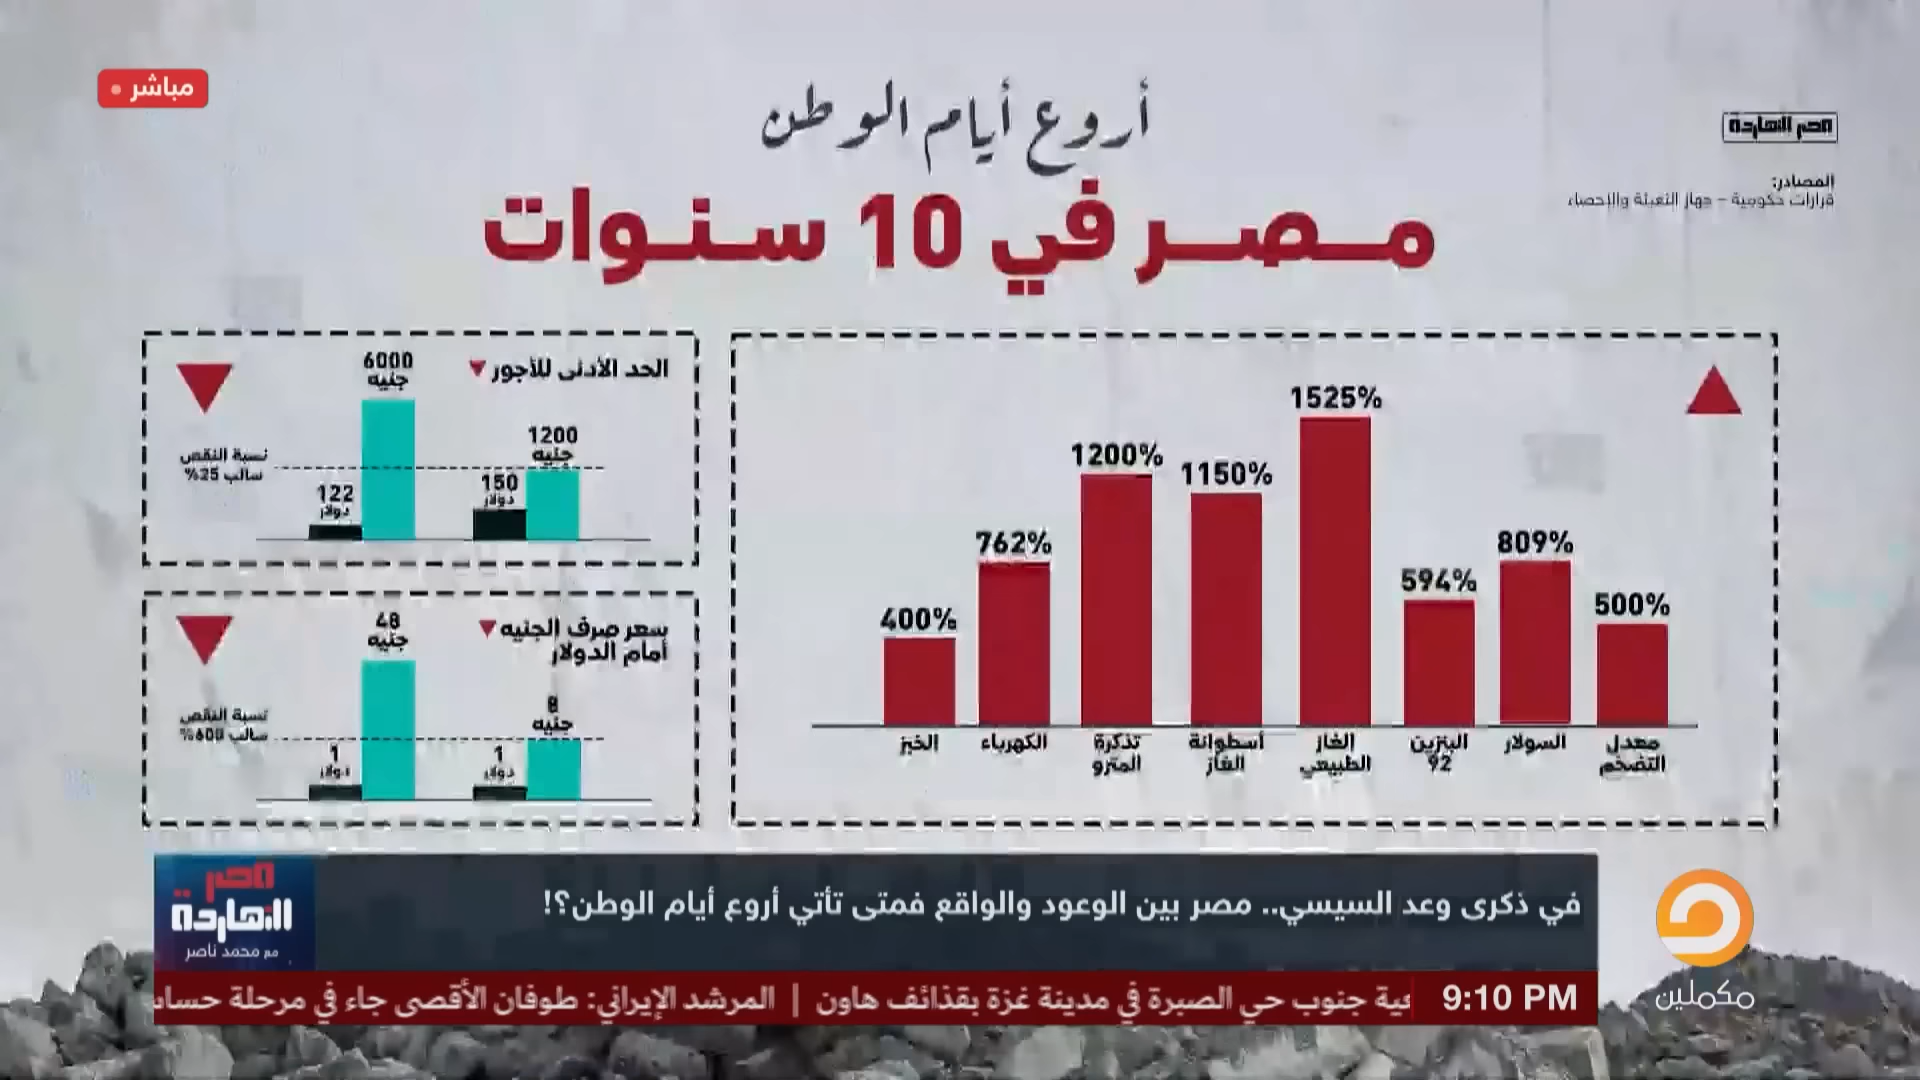 مباشر
أروع أيام الوطن
مصر في 10 سنوات
مصر النهاردة
المصادر:
قرارات حكومية - جهاز التعبئة والإحصاء
1525%
1200%
1150%
762%
809%
594%
500%
400%
معدل التضخم
السولار
البنزين 92
الغاز الطبيعي
أسطوانة الغاز
تذكرة المترو
الكهرباء
الخبز
الحد الأدنى للأجور
6000
جنيه
1200
جنيه
150
دولار
122
دولار
نسبة النقص
سالب 25%
سعر صرف الجنيه
أمام الدولار
48
جنيه
8
جنيه
1
دولار
1
دولار
نسبة النقص
سالب 600%
في ذكرى وعد السيسي.. مصر بين الوعود والواقع فمتى تأتي أروع أيام الوطن؟!
مصر
النهاردة
مع محمد ناصر
9:10 PM
جنوب حي الصبرة في مدينة غزة بقذائف هاون | المرشد الإيراني: طوفان الأقصى جاء في مرحلة
مكملين